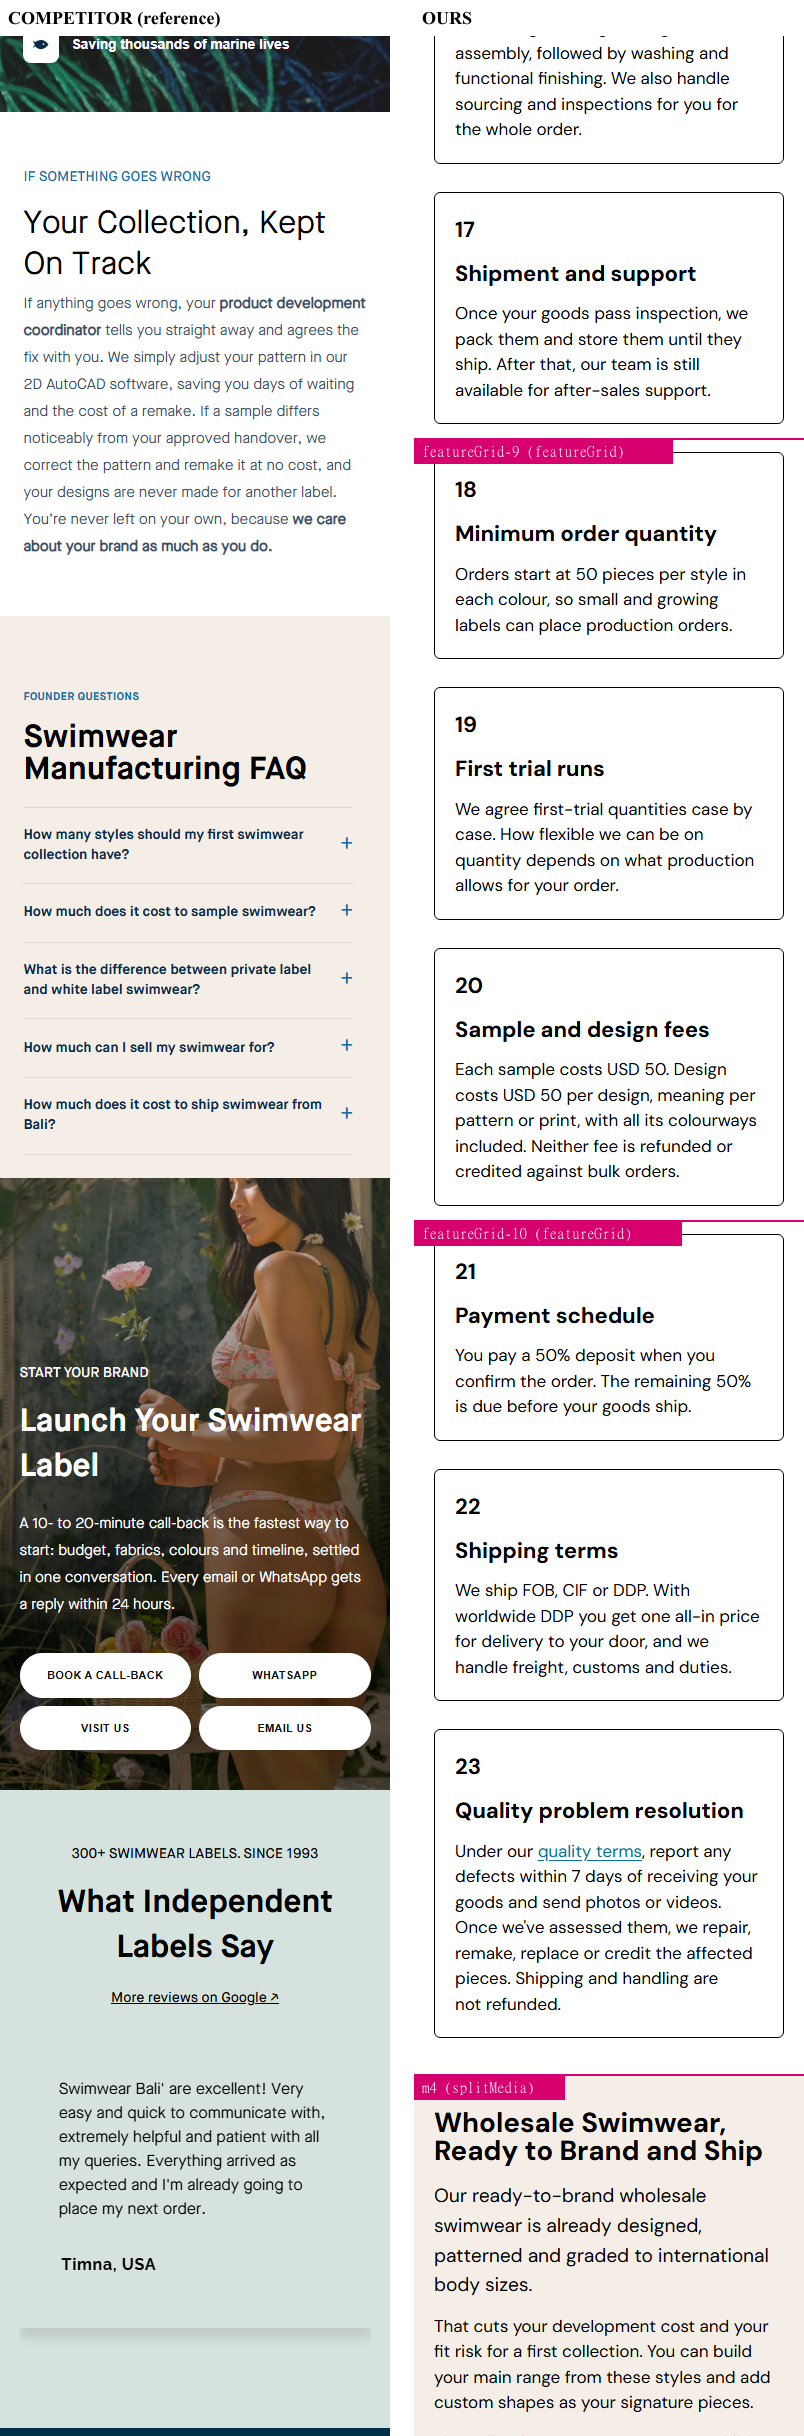 COMPETITOR (reference)
Saving thousands of marine lives
IF SOMETHING GOES WRONG
Your Collection, Kept
On Track
If anything goes wrong, your product development
coordinator tells you straight away and agrees the
fix with you. We simply adjust your pattern in our
2D AutoCAD software, saving you days of waiting
and the cost of a remake. If a sample differs
noticeably from your approved handover, we
correct the pattern and remake it at no cost, and
your designs are never made for another label.
You’re never left on your own, because we care
about your brand as much as you do.
FOUNDER QUESTIONS
Swimwear
Manufacturing FAQ
How many styles should my first swimwear
collection have?
+
How much does it cost to sample swimwear?
+
What is the difference between private label
and white label swimwear?
+
How much can I sell my swimwear for?
+
How much does it cost to ship swimwear from
Bali?
+
START YOUR BRAND
Launch Your Swimwear
Label
A 10- to 20-minute call-back is the fastest way to
start: budget, fabrics, colours and timeline, settled
in one conversation. Every email or WhatsApp gets
a reply within 24 hours.
BOOK A CALL-BACK
WHATSAPP
VISIT US
EMAIL US
300+ SWIMWEAR LABELS. SINCE 1993
What Independent
Labels Say
More reviews on Google ↗
Swimwear Bali' are excellent! Very
easy and quick to communicate with,
extremely helpful and patient with all
my queries. Everything arrived as
expected and I'm already going to
place my next order.
Timna, USA
OURS
assembly, followed by washing and
functional finishing. We also handle
sourcing and inspections for you for
the whole order.
17
Shipment and support
Once your goods pass inspection, we
pack them and store them until they
ship. After that, our team is still
available for after-sales support.
featureGrid-9 (featureGrid)
18
Minimum order quantity
Orders start at 50 pieces per style in
each colour, so small and growing
labels can place production orders.
19
First trial runs
We agree first-trial quantities case by
case. How flexible we can be on
quantity depends on what production
allows for your order.
20
Sample and design fees
Each sample costs USD 50. Design
costs USD 50 per design, meaning per
pattern or print, with all its colourways
included. Neither fee is refunded or
credited against bulk orders.
featureGrid-10 (featureGrid)
21
Payment schedule
You pay a 50% deposit when you
confirm the order. The remaining 50%
is due before your goods ship.
22
Shipping terms
We ship FOB, CIF or DDP. With
worldwide DDP you get one all-in price
for delivery to your door, and we
handle freight, customs and duties.
23
Quality problem resolution
Under our quality terms, report any
defects within 7 days of receiving your
goods and send photos or videos.
Once we've assessed them, we repair,
remake, replace or credit the affected
pieces. Shipping and handling are
not refunded.
m4 (splitMedia)
Wholesale Swimwear,
Ready to Brand and Ship
Our ready-to-brand wholesale
swimwear is already designed,
patterned and graded to international
body sizes.
That cuts your development cost and your
fit risk for a first collection. You can build
your main range from these styles and add
custom shapes as your signature pieces.